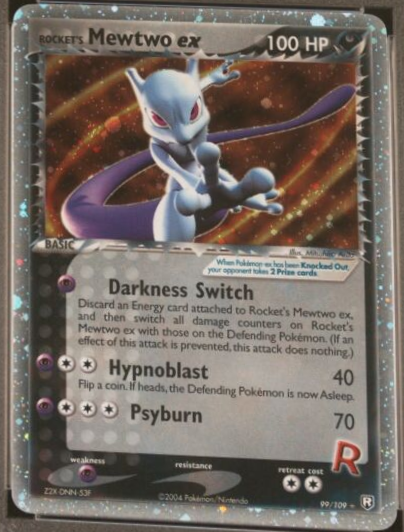 ROCKET'S Mewtwo ex 100 HP
BASIC
Illus.
When Pokémon-ex has been Knocked Out,
your opponent takes 2 Prize cards.
Darkness Switch
Discard an Energy card attached to Rocket's Mewtwo ex,
and then switch all damage counters on Rocket's
Mewtwo ex with those on the Defending Pokémon. (If an
effect of this attack is prevented, this attack does nothing.)
Hypnoblast 40
Flip a coin. If heads, the Defending Pokémon is now Asleep.
Psyburn 70
R
weakness resistance retreat cost
Z2X-DNN-53F
©2004 Pokémon/Nintendo
99/109
R